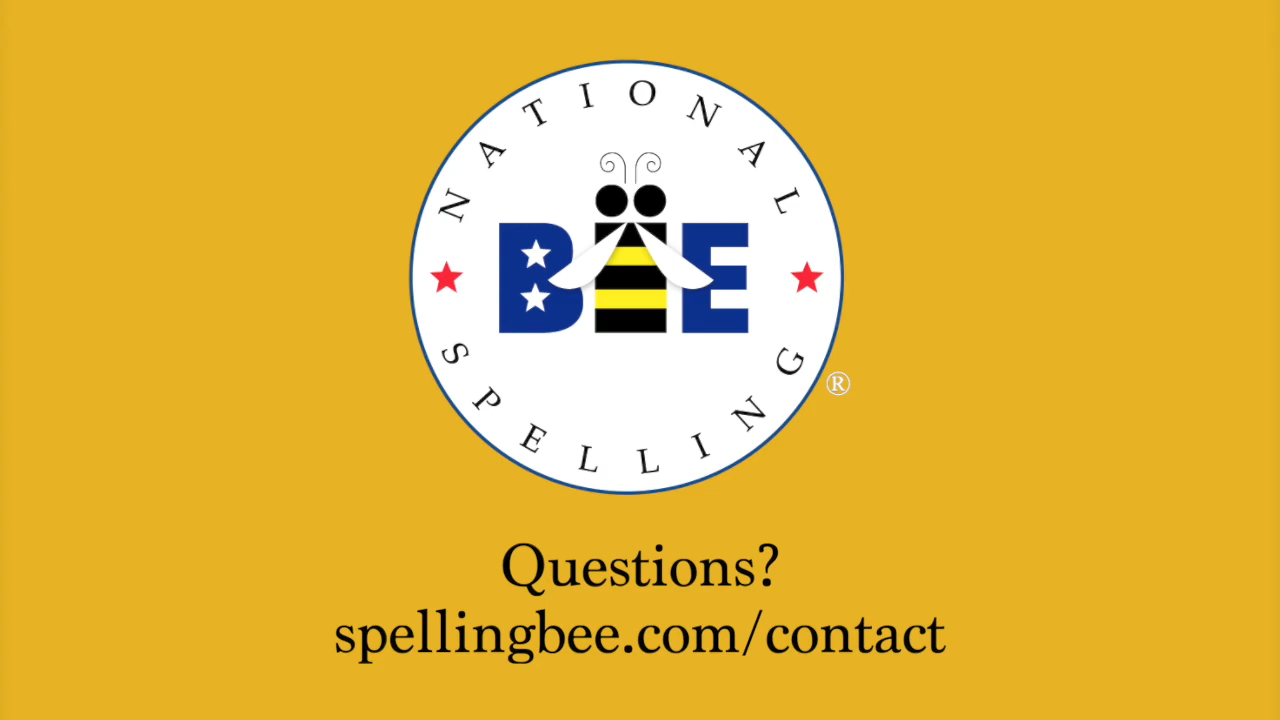 NATIONAL
BEE
SPELLING
®
Questions?
spellingbee.com/contact